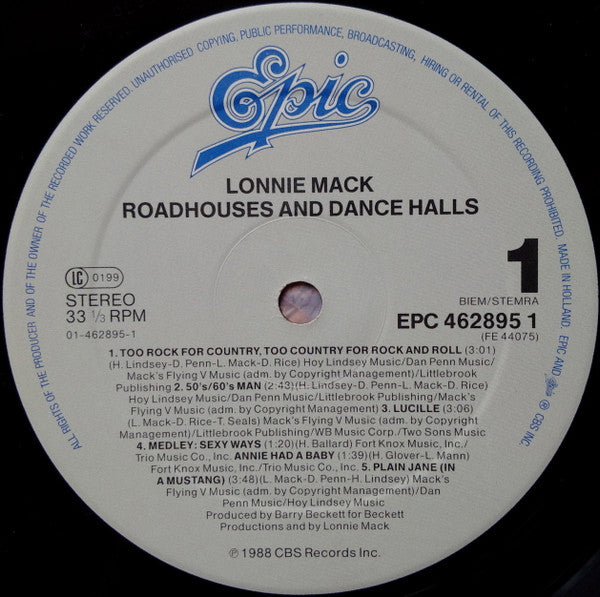 ALL RIGHTS OF THE PRODUCER AND OF THE OWNER OF THE RECORDED WORK RESERVED. UNAUTHORISED COPYING, PUBLIC PERFORMANCE, BROADCASTING, HIRING OR RENTAL OF THIS RECORDING PROHIBITED. MADE IN HOLLAND. EPIC AND ® CBS INC.
Epic
LONNIE MACK
ROADHOUSES AND DANCE HALLS
1
LC 0199
STEREO
33 1/3 RPM
01-462895-1
BIEM/STEMRA
EPC 462895 1
(FE 44075)
1. TOO ROCK FOR COUNTRY, TOO COUNTRY FOR ROCK AND ROLL (3:01)
(H. Lindsey-D. Penn-L. Mack-D. Rice) Hoy Lindsey Music/Dan Penn Music/
Mack's Flying V Music (adm. by Copyright Management)/Littlebrook
Publishing 2. 50's/60's MAN (2:43)(H. Lindsey-D. Penn-L. Mack-D. Rice)
Hoy Lindsey Music/Dan Penn Music/Littlebrook Publishing/Mack's
Flying V Music (adm. by Copyright Management) 3. LUCILLE (3:06)
(L. Mack-D. Rice-T. Seals) Mack's Flying V Music (adm. by Copyright
Management)/Littlebrook Publishing/WB Music Corp./Two Sons Music
4. MEDLEY: SEXY WAYS (1:20)(H. Ballard) Fort Knox Music, Inc./
Trio Music Co., Inc. ANNIE HAD A BABY (1:39)(H. Glover-L. Mann)
Fort Knox Music, Inc./Trio Music Co., Inc. 5. PLAIN JANE (IN
A MUSTANG) (3:48)(L. Mack-D. Penn-H. Lindsey) Mack's
Flying V Music (adm. by Copyright Management)/Dan
Penn Music/Hoy Lindsey Music
Produced by Barry Beckett for Beckett
Productions and by Lonnie Mack
℗ 1988 CBS Records Inc.